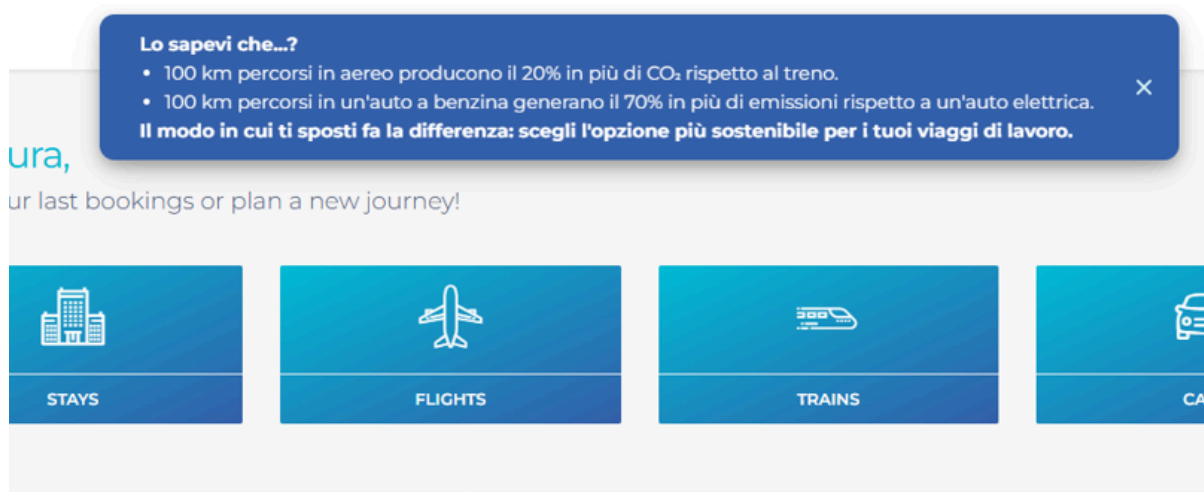 Lo sapevi che...?
• 100 km percorsi in aereo producono il 20% in più di CO₂ rispetto al treno.
• 100 km percorsi in un'auto a benzina generano il 70% in più di emissioni rispetto a un'auto elettrica.
Il modo in cui ti sposti fa la differenza: scegli l'opzione più sostenibile per i tuoi viaggi di lavoro.
ura,
ur last bookings or plan a new journey!
STAYS
FLIGHTS
TRAINS
CA